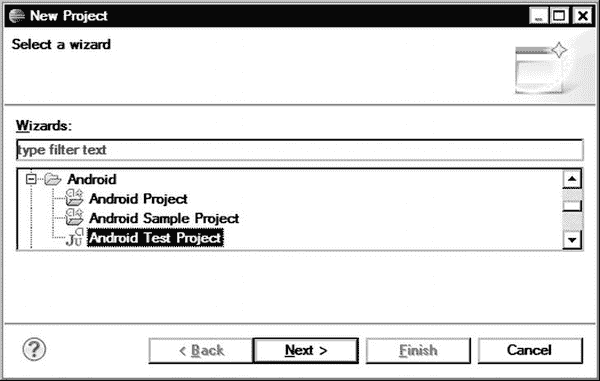 New Project
Select a wizard
Wizards:
type filter text
Android
Android Project
Android Sample Project
Android Test Project
? < Back Next > Finish Cancel